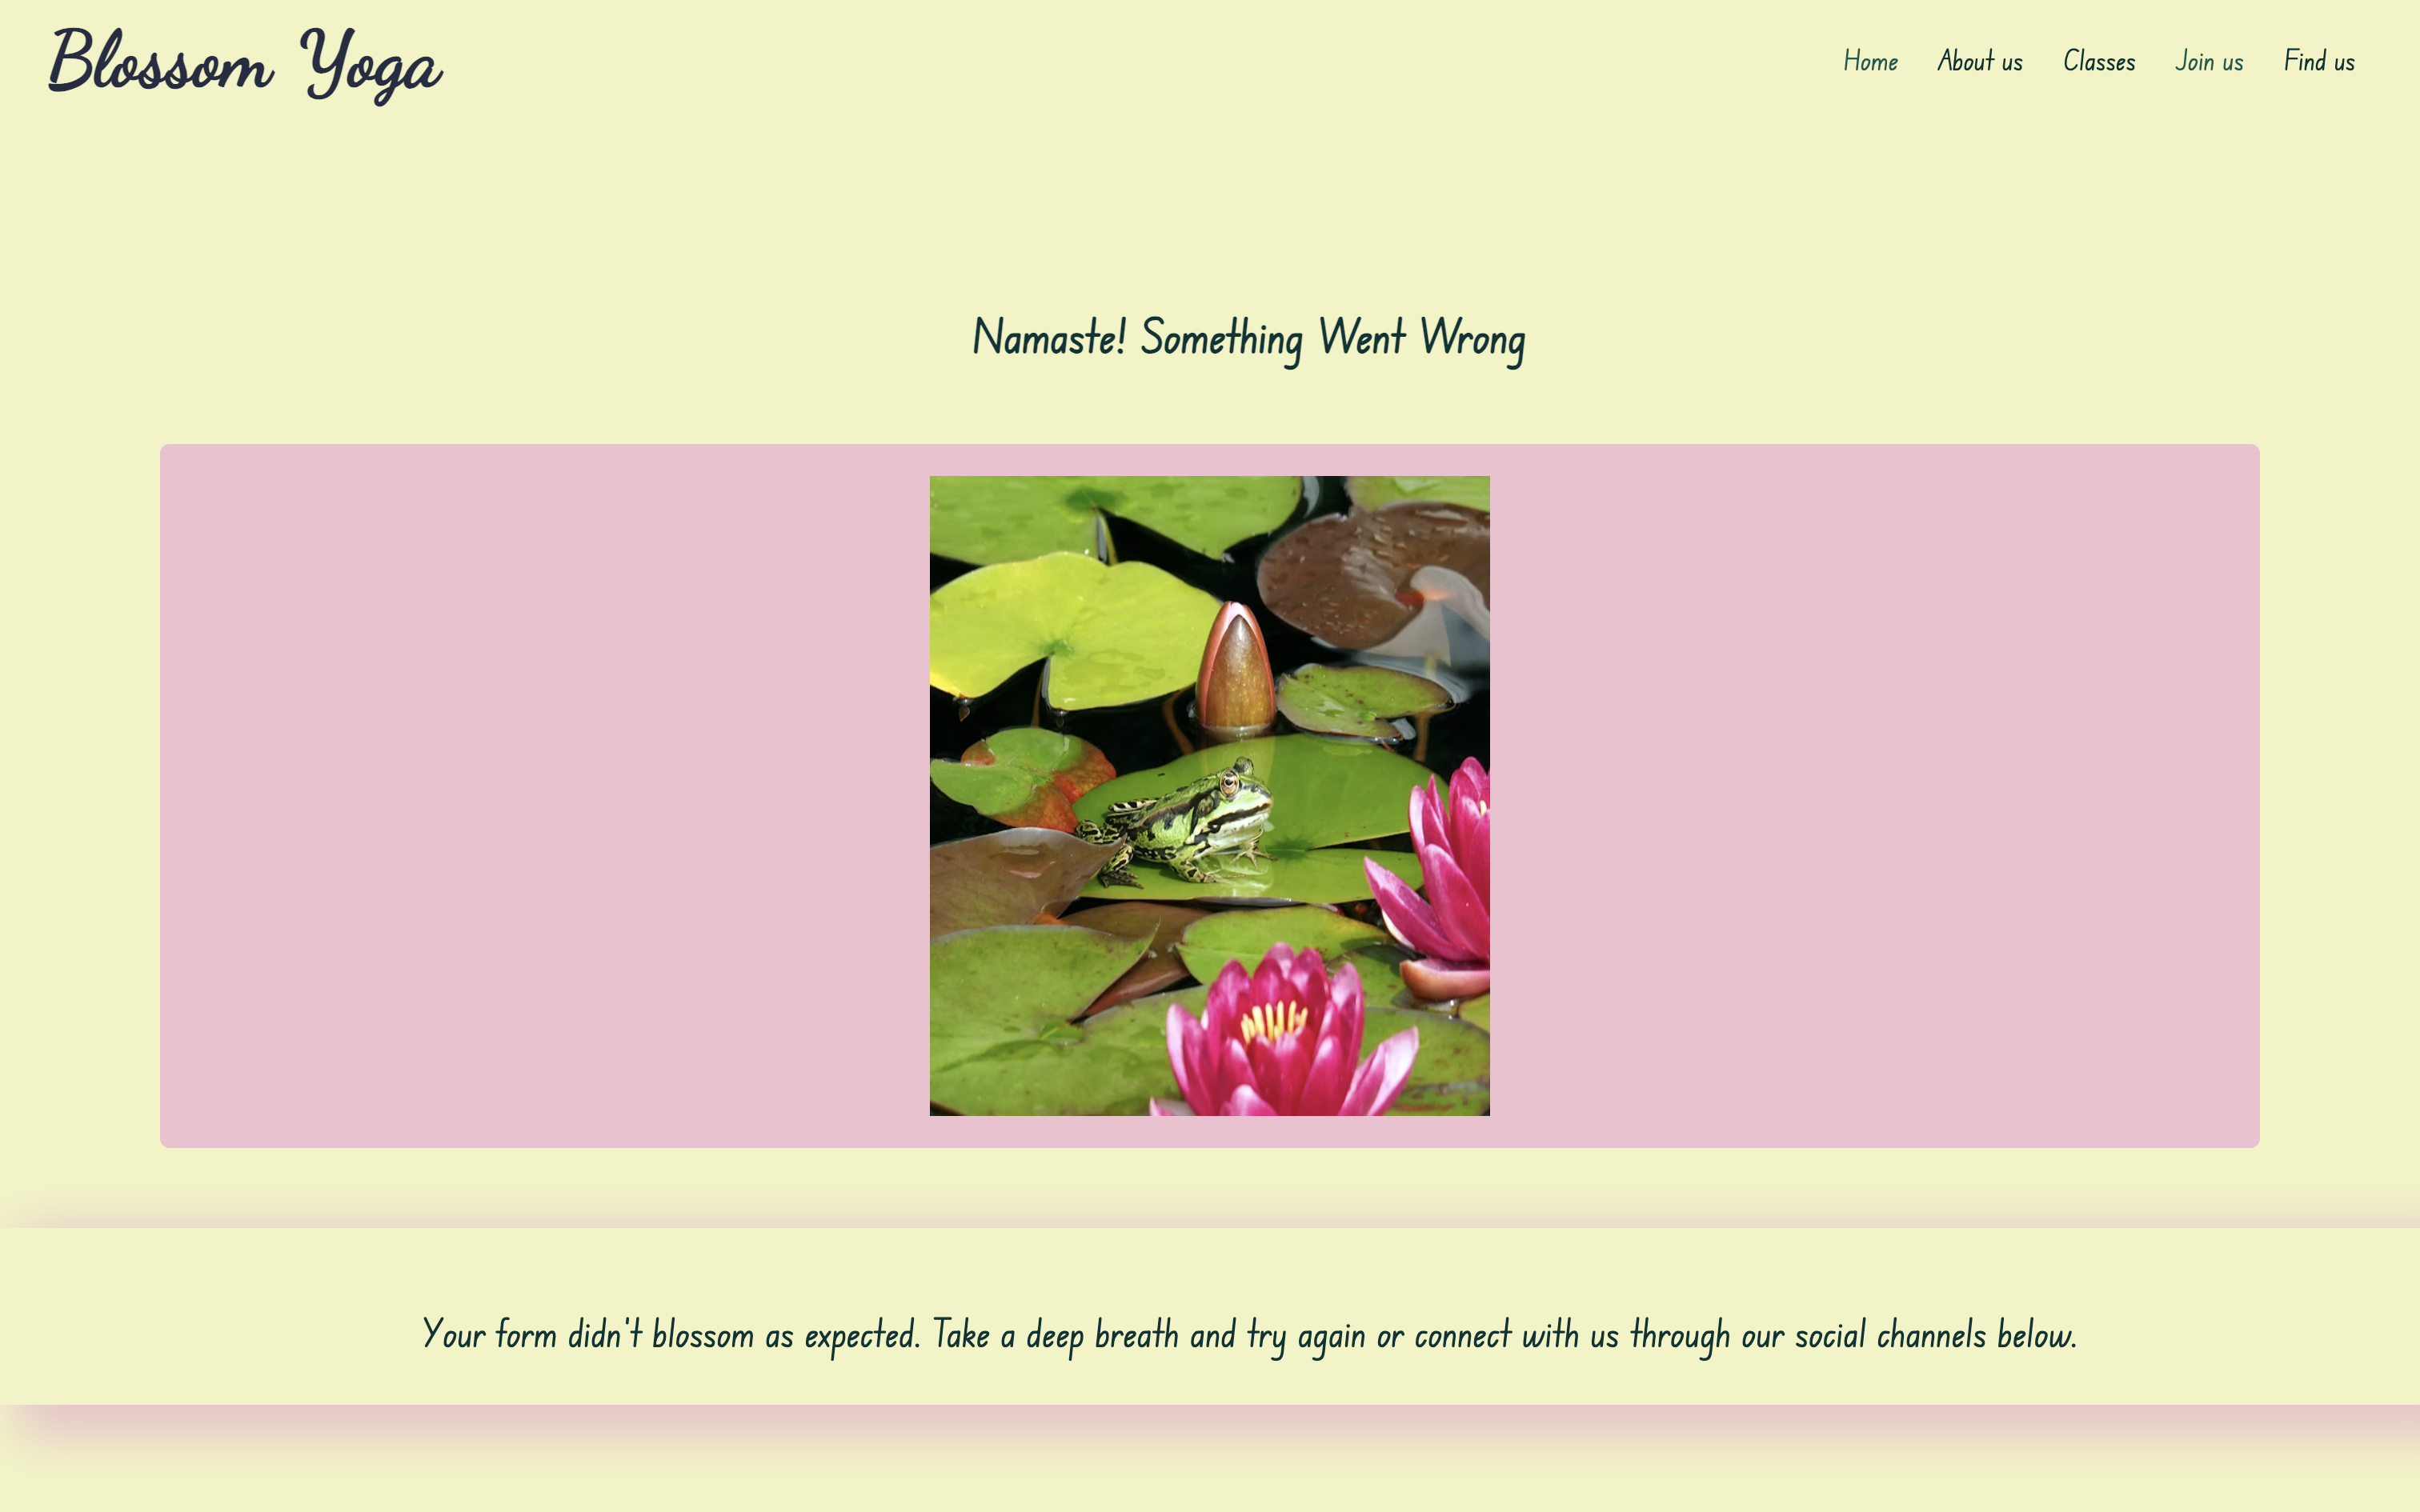 Blossom Yoga
Home About us Classes Join us Find us
Namaste! Something Went Wrong
Your form didn't blossom as expected. Take a deep breath and try again or connect with us through our social channels below.